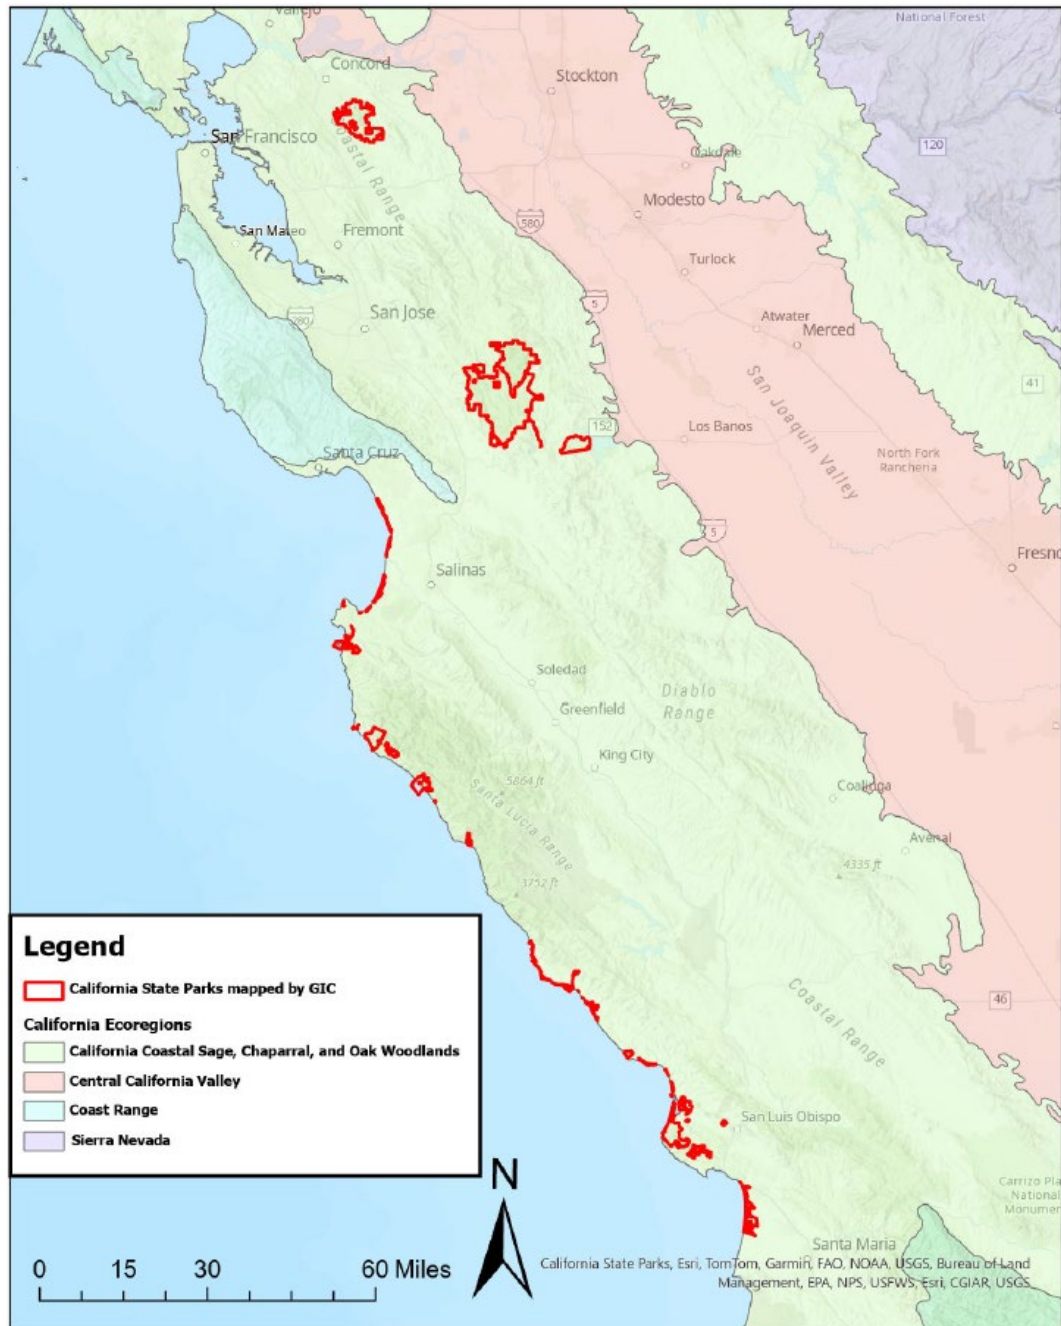 Vallejo
National Forest
Concord
Stockton
San Francisco
120
Oakdale
Coastal Range
Modesto
580
San Mateo
Fremont
Turlock
5
280
San Jose
Atwater
Merced
41
San Joaquin Valley
152
Los Banos
North Fork
Rancheria
Santa Cruz
5
Fresno
Salinas
Soledad
Diablo
Range
Greenfield
King City
5864 ft
Coalinga
Santa Lucia Range
Avenal
4335 ft
3752 ft
Legend
California State Parks mapped by GIC
California Ecoregions
California Coastal Sage, Chaparral, and Oak Woodlands
Central California Valley
Coast Range
Sierra Nevada
46
Coastal Range
San Luis Obispo
Carrizo Pla
National
Monumen
N
Santa Maria
0 15 30 60 Miles
California State Parks, Esri, TomTom, Garmin, FAO, NOAA, USGS, Bureau of Land
Management, EPA, NPS, USFWS, Esri, CGIAR, USGS